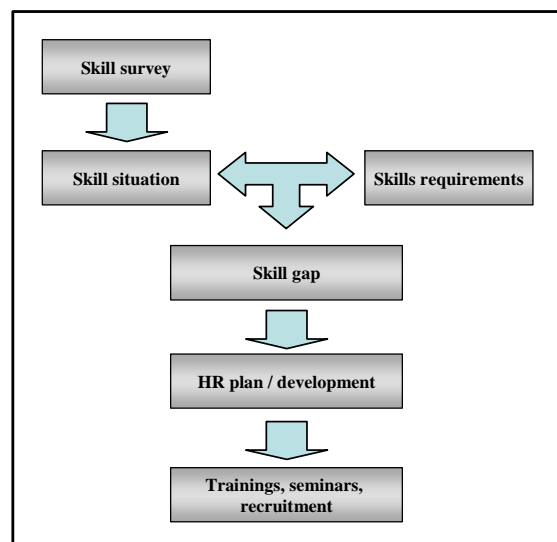 Skill survey
Skill situation
Skills requirements
Skill gap
HR plan / development
Trainings, seminars,
recruitment